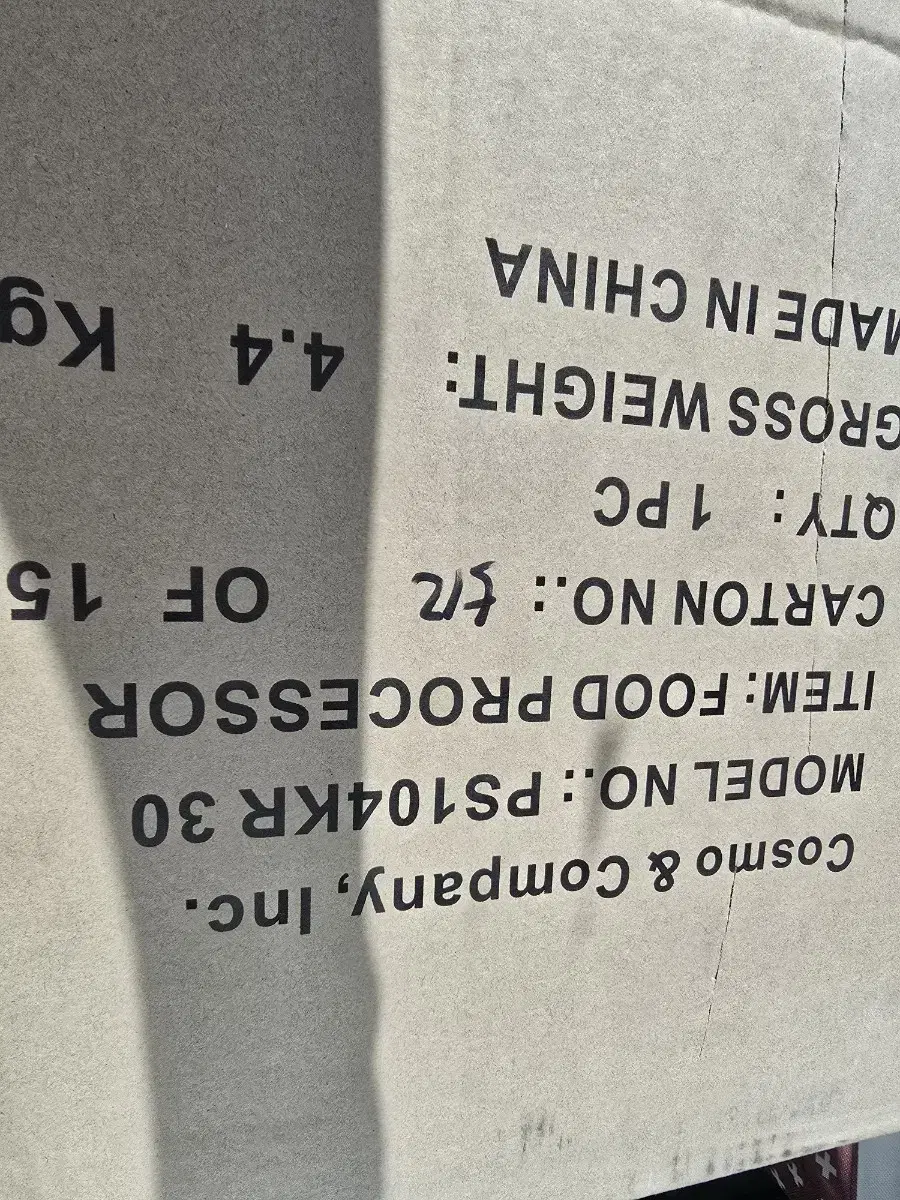 Cosmo & Company, Inc.
MODEL NO.: PS104KR 30
ITEM: FOOD PROCESSOR
CARTON NO.: OF 15
QTY : 1 PC
GROSS WEIGHT: 4.4 Kg
MADE IN CHINA